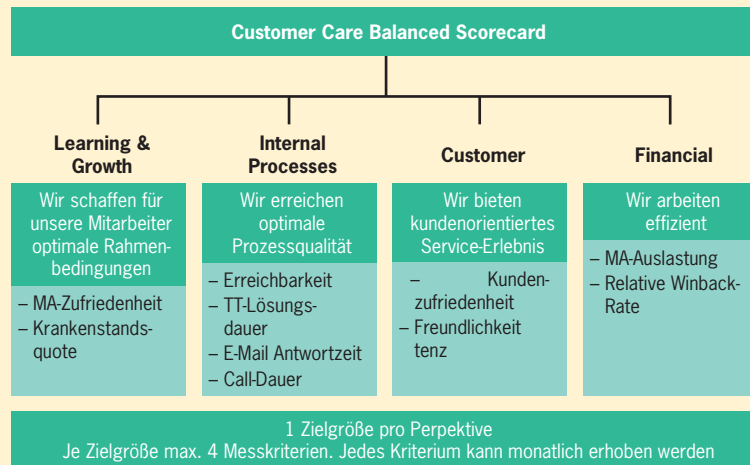 Customer Care Balanced Scorecard
Learning &
Growth
Wir schaffen für
unsere Mitarbeiter
optimale Rahmen-
bedingungen
– MA-Zufriedenheit
– Krankenstands-
quote
Internal
Processes
Wir erreichen
optimale
Prozessqualität
– Erreichbarkeit
– TT-Lösungs-
dauer
– E-Mail Antwortzeit
– Call-Dauer
Customer
Wir bieten
kundenorientiertes
Service-Erlebnis
– Kunden-
zufriedenheit
– Freundlichkeit
tenz
Financial
Wir arbeiten
effizient
– MA-Auslastung
– Relative Winback-
Rate
1 Zielgröße pro Perpektive
Je Zielgröße max. 4 Messkriterien. Jedes Kriterium kann monatlich erhoben werden